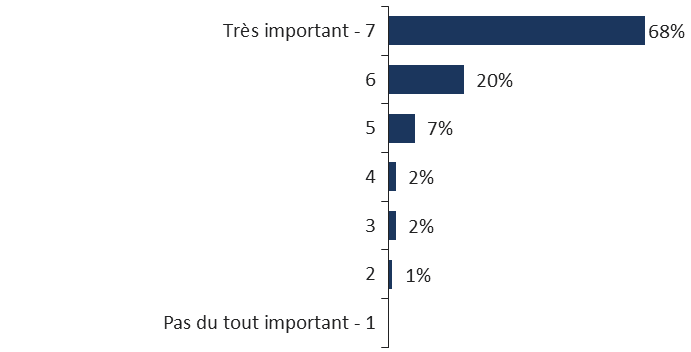 Très important - 7 68%
6 20%
5 7%
4 2%
3 2%
2 1%
Pas du tout important - 1